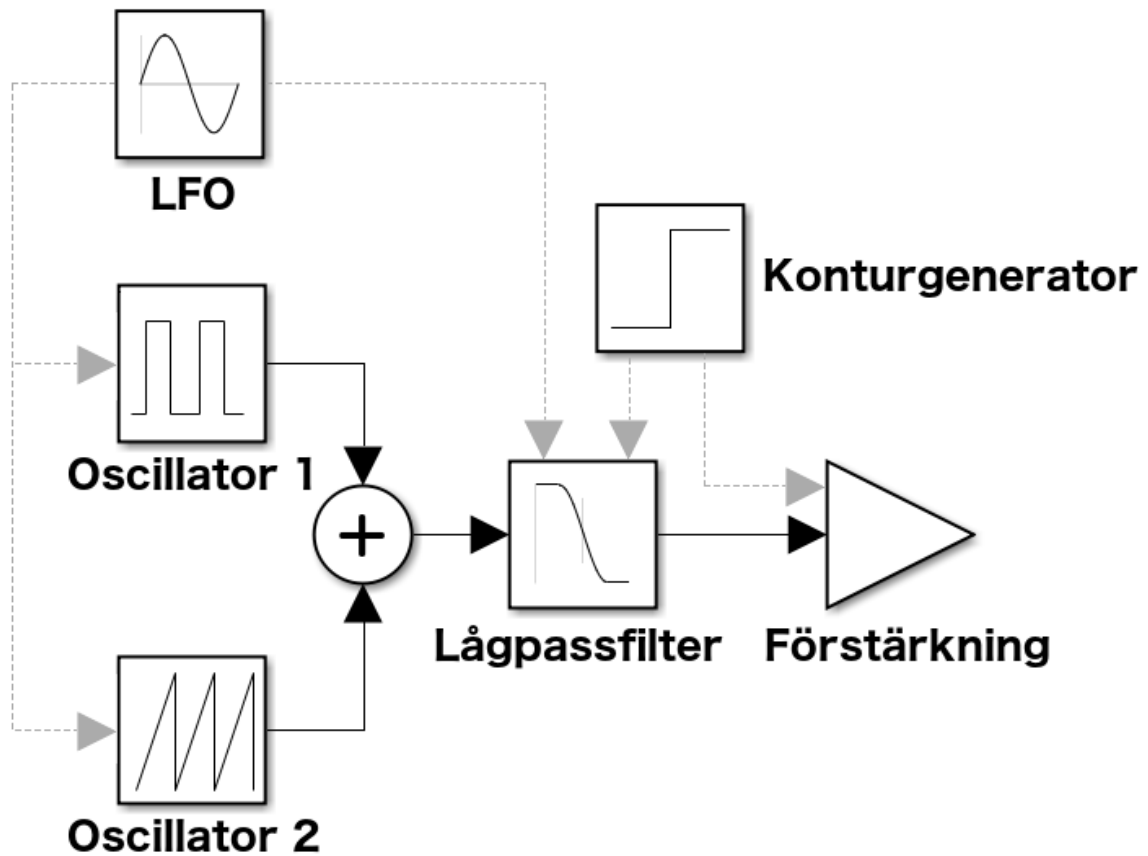 LFO
Konturgenerator
Oscillator 1
+
Lågpassfilter
Förstärkning
Oscillator 2